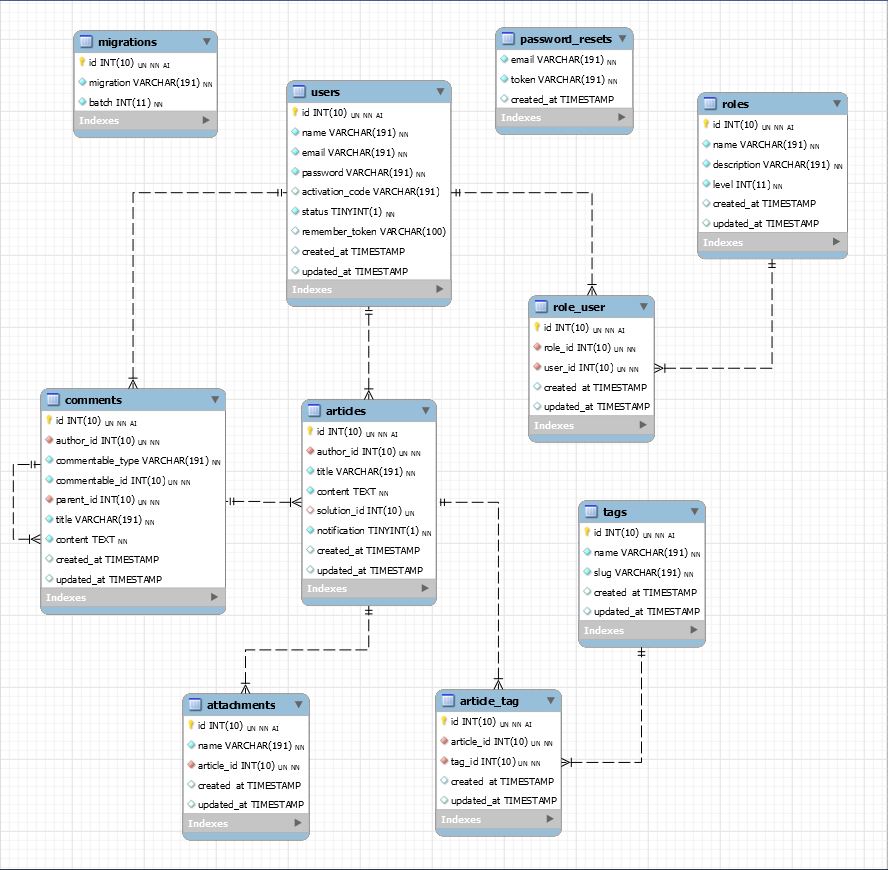 migrations
id INT(10) UN NN AI
migration VARCHAR(191) NN
batch INT(11) NN
Indexes
password_resets
email VARCHAR(191) NN
token VARCHAR(191) NN
created_at TIMESTAMP
Indexes
users
id INT(10) UN NN AI
name VARCHAR(191) NN
email VARCHAR(191) NN
password VARCHAR(191) NN
activation_code VARCHAR(191)
status TINYINT(1) NN
remember_token VARCHAR(100)
created_at TIMESTAMP
updated_at TIMESTAMP
Indexes
roles
id INT(10) UN NN AI
name VARCHAR(191) NN
description VARCHAR(191) NN
level INT(11) NN
created_at TIMESTAMP
updated_at TIMESTAMP
Indexes
role_user
id INT(10) UN NN AI
role_id INT(10) UN NN
user_id INT(10) UN NN
created_at TIMESTAMP
updated_at TIMESTAMP
Indexes
comments
id INT(10) UN NN AI
author_id INT(10) UN NN
commentable_type VARCHAR(191) NN
commentable_id INT(10) UN NN
parent_id INT(10) UN NN
title VARCHAR(191) NN
content TEXT NN
created_at TIMESTAMP
updated_at TIMESTAMP
Indexes
articles
id INT(10) UN NN AI
author_id INT(10) UN NN
title VARCHAR(191) NN
content TEXT NN
solution_id INT(10) UN
notification TINYINT(1) NN
created_at TIMESTAMP
updated_at TIMESTAMP
Indexes
tags
id INT(10) UN NN AI
name VARCHAR(191) NN
slug VARCHAR(191) NN
created_at TIMESTAMP
updated_at TIMESTAMP
Indexes
attachments
id INT(10) UN NN AI
name VARCHAR(191) NN
article_id INT(10) UN NN
created_at TIMESTAMP
updated_at TIMESTAMP
Indexes
article_tag
id INT(10) UN NN AI
article_id INT(10) UN NN
tag_id INT(10) UN NN
created_at TIMESTAMP
updated_at TIMESTAMP
Indexes